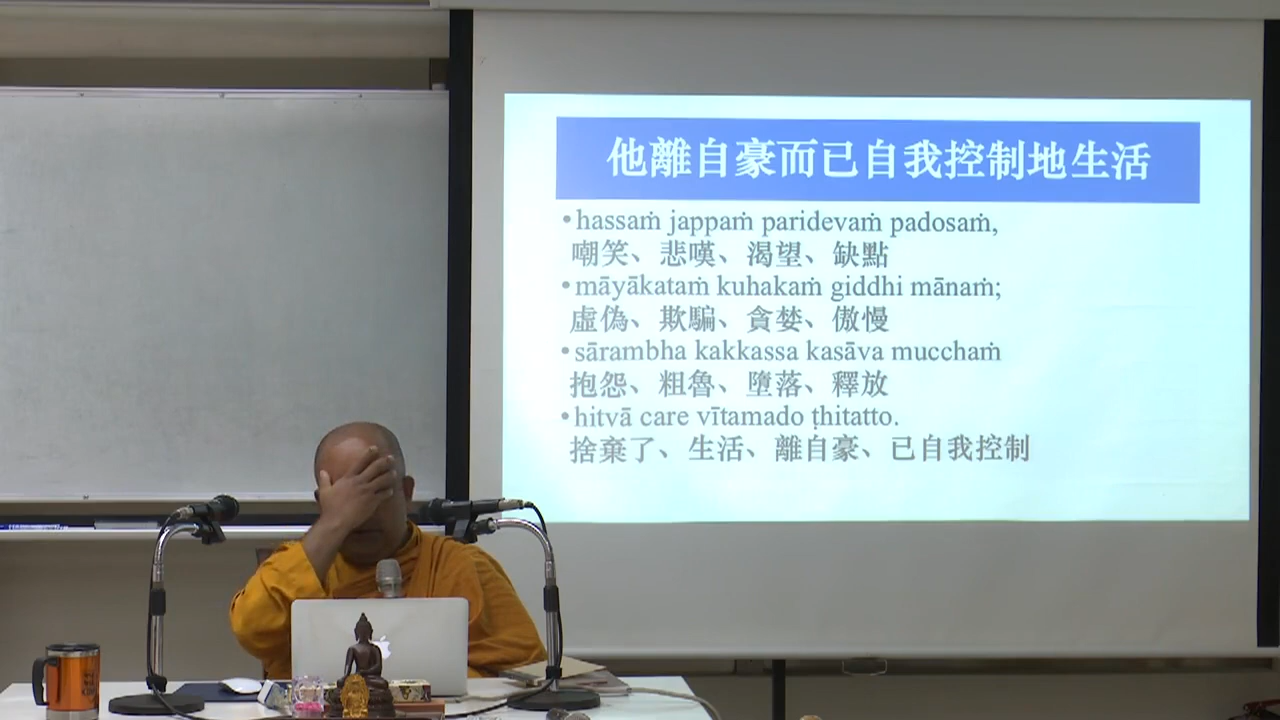 他離自豪而已自我控制地生活
•hassaṁ jappaṁ paridevaṁ padosaṁ,
嘲笑、悲嘆、渴望、缺點
•māyākataṁ kuhakaṁ giddhi mānaṁ;
虛偽、欺騙、貪婪、傲慢
•sārambha kakkassa kasāva mucchaṁ
抱怨、粗魯、墮落、釋放
•hitvā care vītamado ṭhitatto.
捨棄了、生活、離自豪、已自我控制